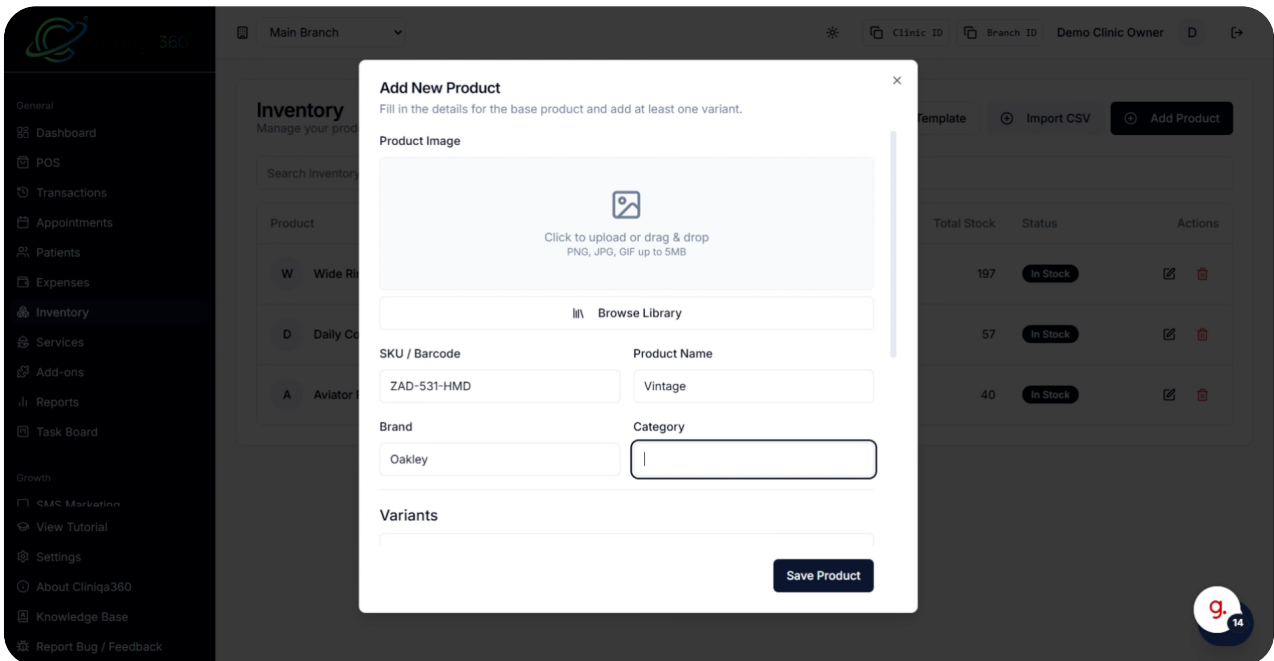 360°
Main Branch
Clinic ID
Branch ID
Demo Clinic Owner
D
General
Dashboard
POS
Transactions
Appointments
Patients
Expenses
Inventory
Services
Add-ons
Reports
Task Board
Growth
SMS Marketing
View Tutorial
Settings
About Cliniqa360
Knowledge Base
Report Bug / Feedback
Inventory
Manage your prod
Template
Import CSV
Add Product
Search inventory
Product
Total Stock
Status
Actions
W
Wide Ri
197
In Stock
D
Daily Co
57
In Stock
A
Aviator
40
In Stock
Add New Product
Fill in the details for the base product and add at least one variant.
Product Image
Click to upload or drag & drop
PNG, JPG, GIF up to 5MB
Browse Library
SKU / Barcode
Product Name
ZAD-531-HMD
Vintage
Brand
Category
Oakley
Variants
Save Product
g.
14